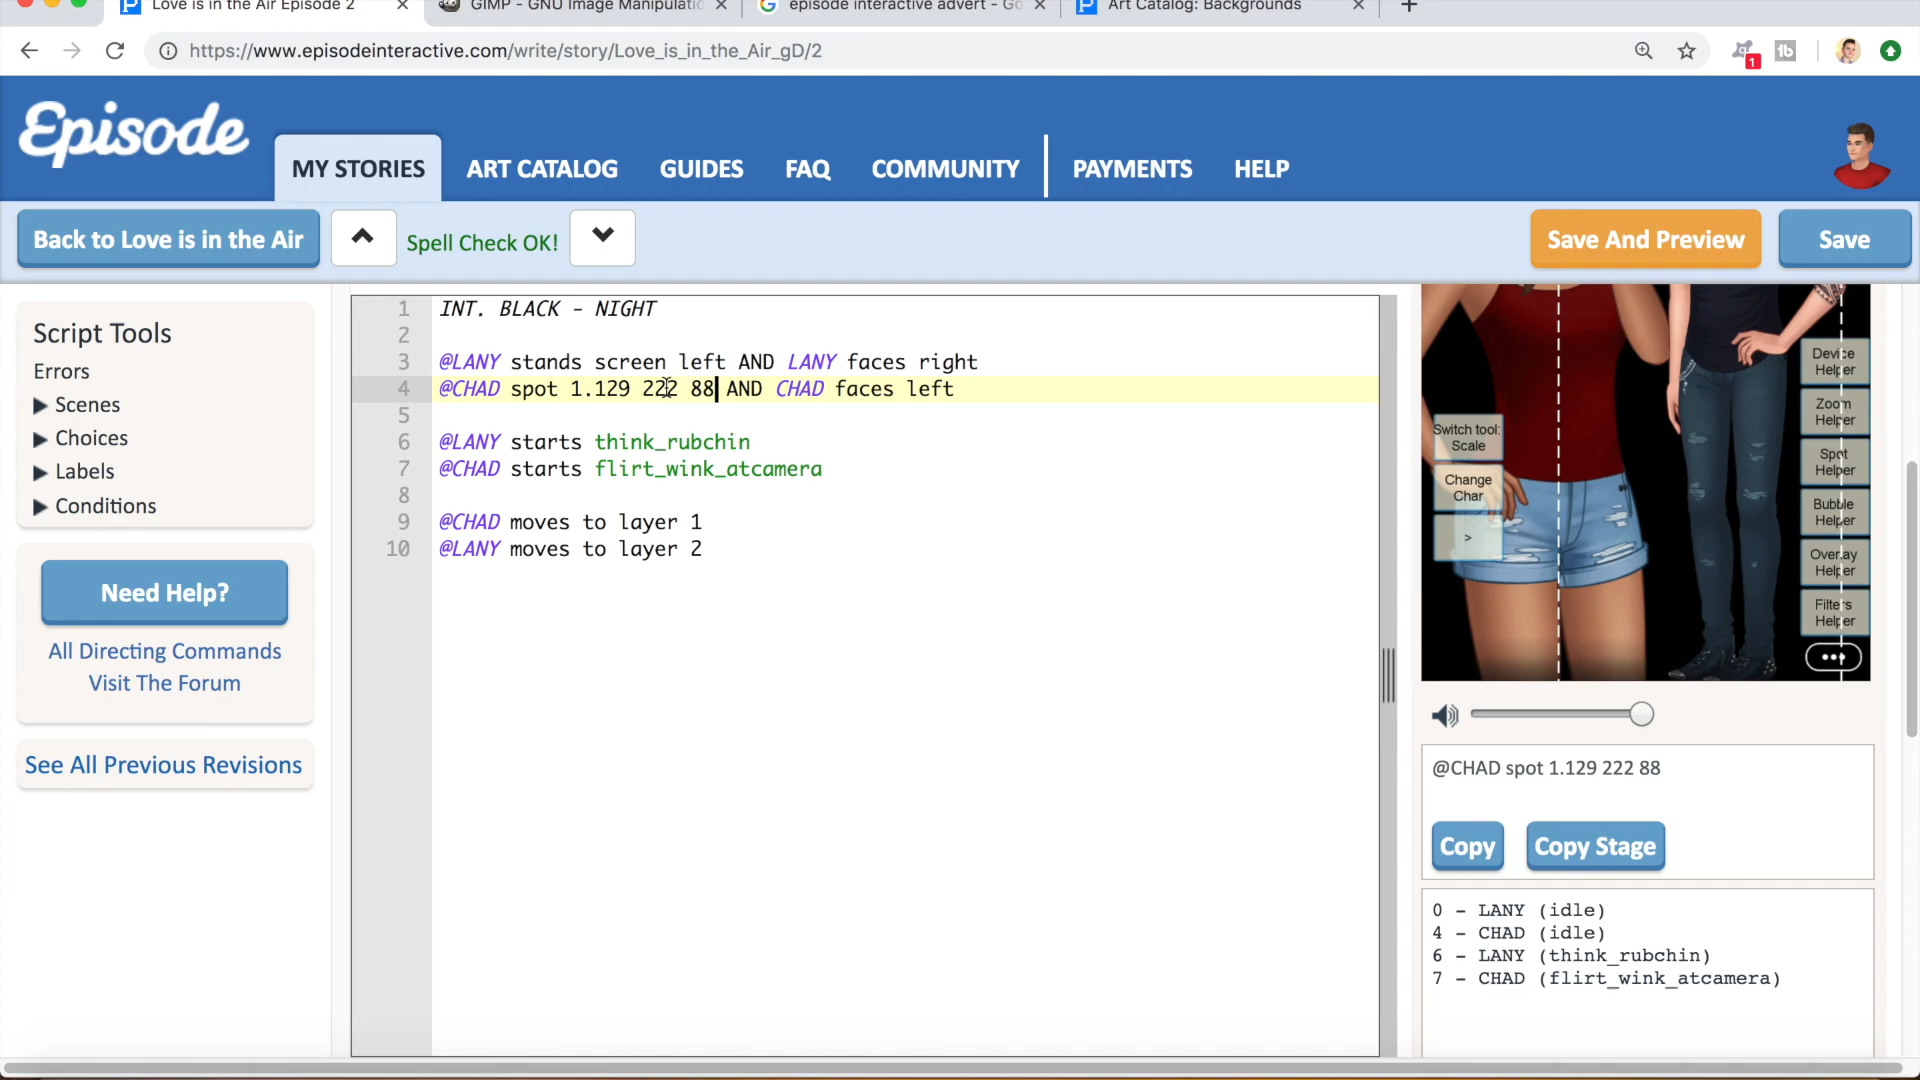 Love is in the Air Episode 2
GIMP - GNU Image Manipulatio
episode interactive advert - Go
Art Catalog: Backgrounds
https://www.episodeinteractive.com/write/story/Love_is_in_the_Air_gD/2
1
tb
Episode
MY STORIES
ART CATALOG
GUIDES
FAQ
COMMUNITY
PAYMENTS
HELP
Back to Love is in the Air
Spell Check OK!
Save And Preview
Save
Script Tools
Errors
Scenes
Choices
Labels
Conditions
Need Help?
All Directing Commands
Visit The Forum
See All Previous Revisions
1 INT. BLACK - NIGHT
2
3 @LANY stands screen left AND LANY faces right
4 @CHAD spot 1.129 222 88 AND CHAD faces left
5
6 @LANY starts think_rubchin
7 @CHAD starts flirt_wink_atcamera
8
9 @CHAD moves to layer 1
10 @LANY moves to layer 2
Switch tool:
Scale
Change
Char
>
Device
Helper
Zoom
Helper
Spot
Helper
Bubble
Helper
Overlay
Helper
Filters
Helper
@CHAD spot 1.129 222 88
Copy
Copy Stage
0 - LANY (idle)
4 - CHAD (idle)
6 - LANY (think_rubchin)
7 - CHAD (flirt_wink_atcamera)